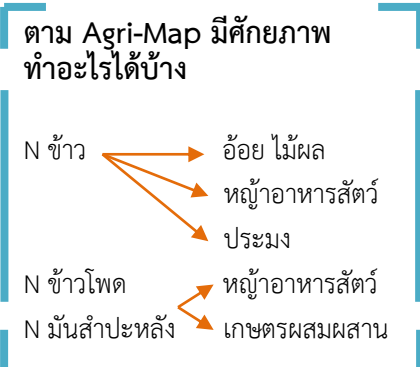 ตาม Agri-Map มีศักยภาพ
ทำอะไรได้บ้าง
N ข้าว อ้อย ไม้ผล
หญ้าอาหารสัตว์
ประมง
N ข้าวโพด หญ้าอาหารสัตว์
N มันสำปะหลัง เกษตรผสมผสาน